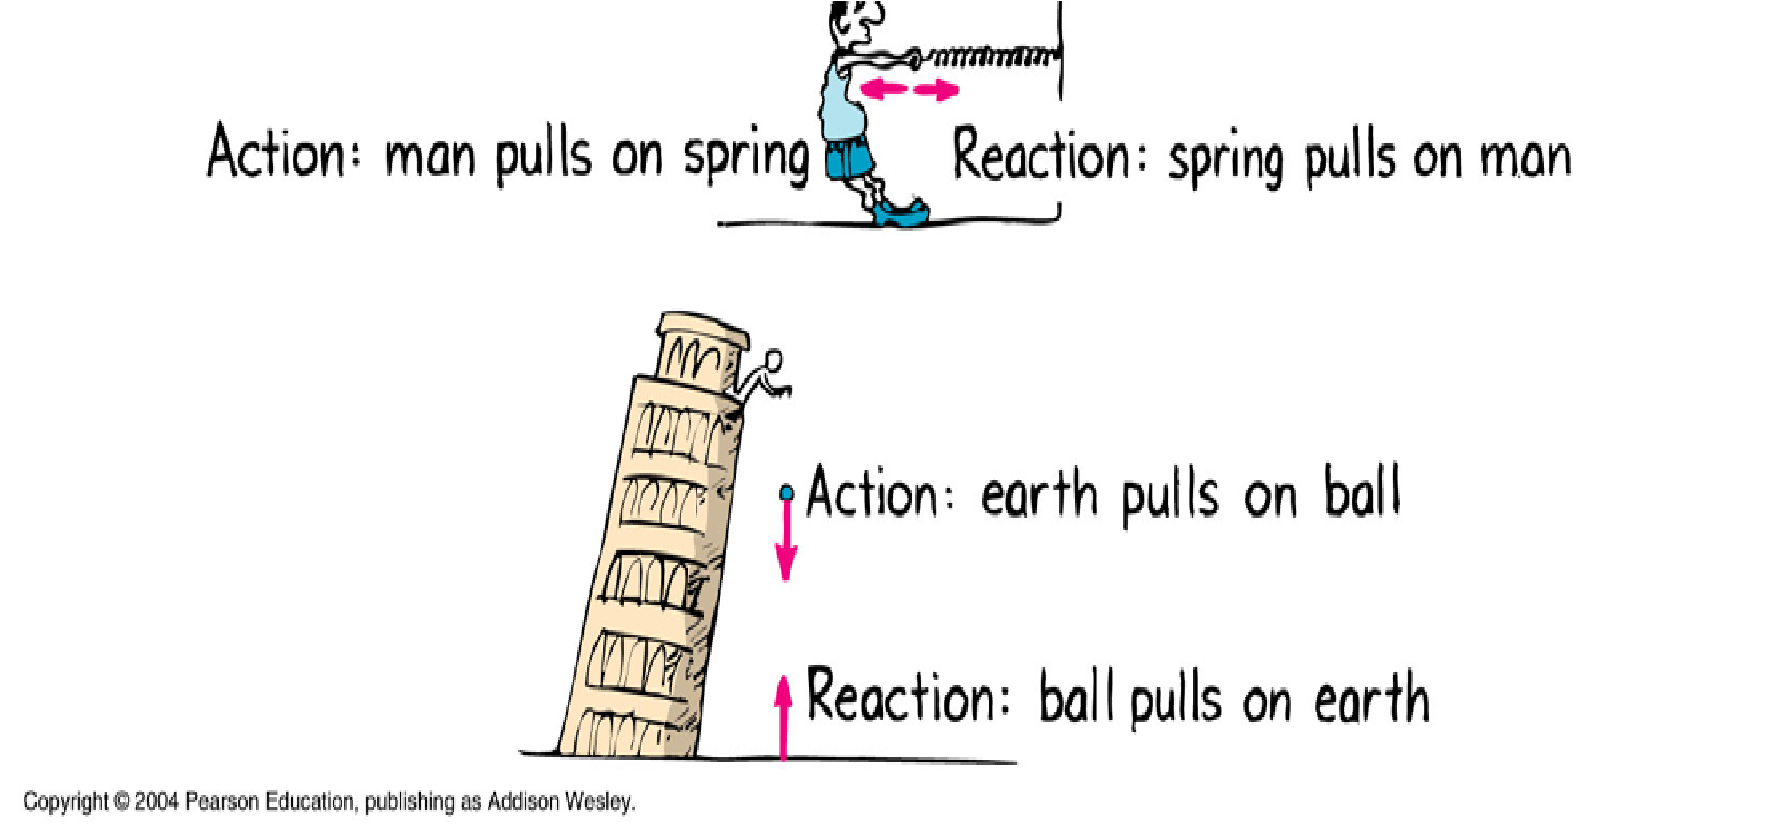 Action: man pulls on spring Reaction: spring pulls on man
Action: earth pulls on ball
Reaction: ball pulls on earth
Copyright © 2004 Pearson Education, publishing as Addison Wesley.